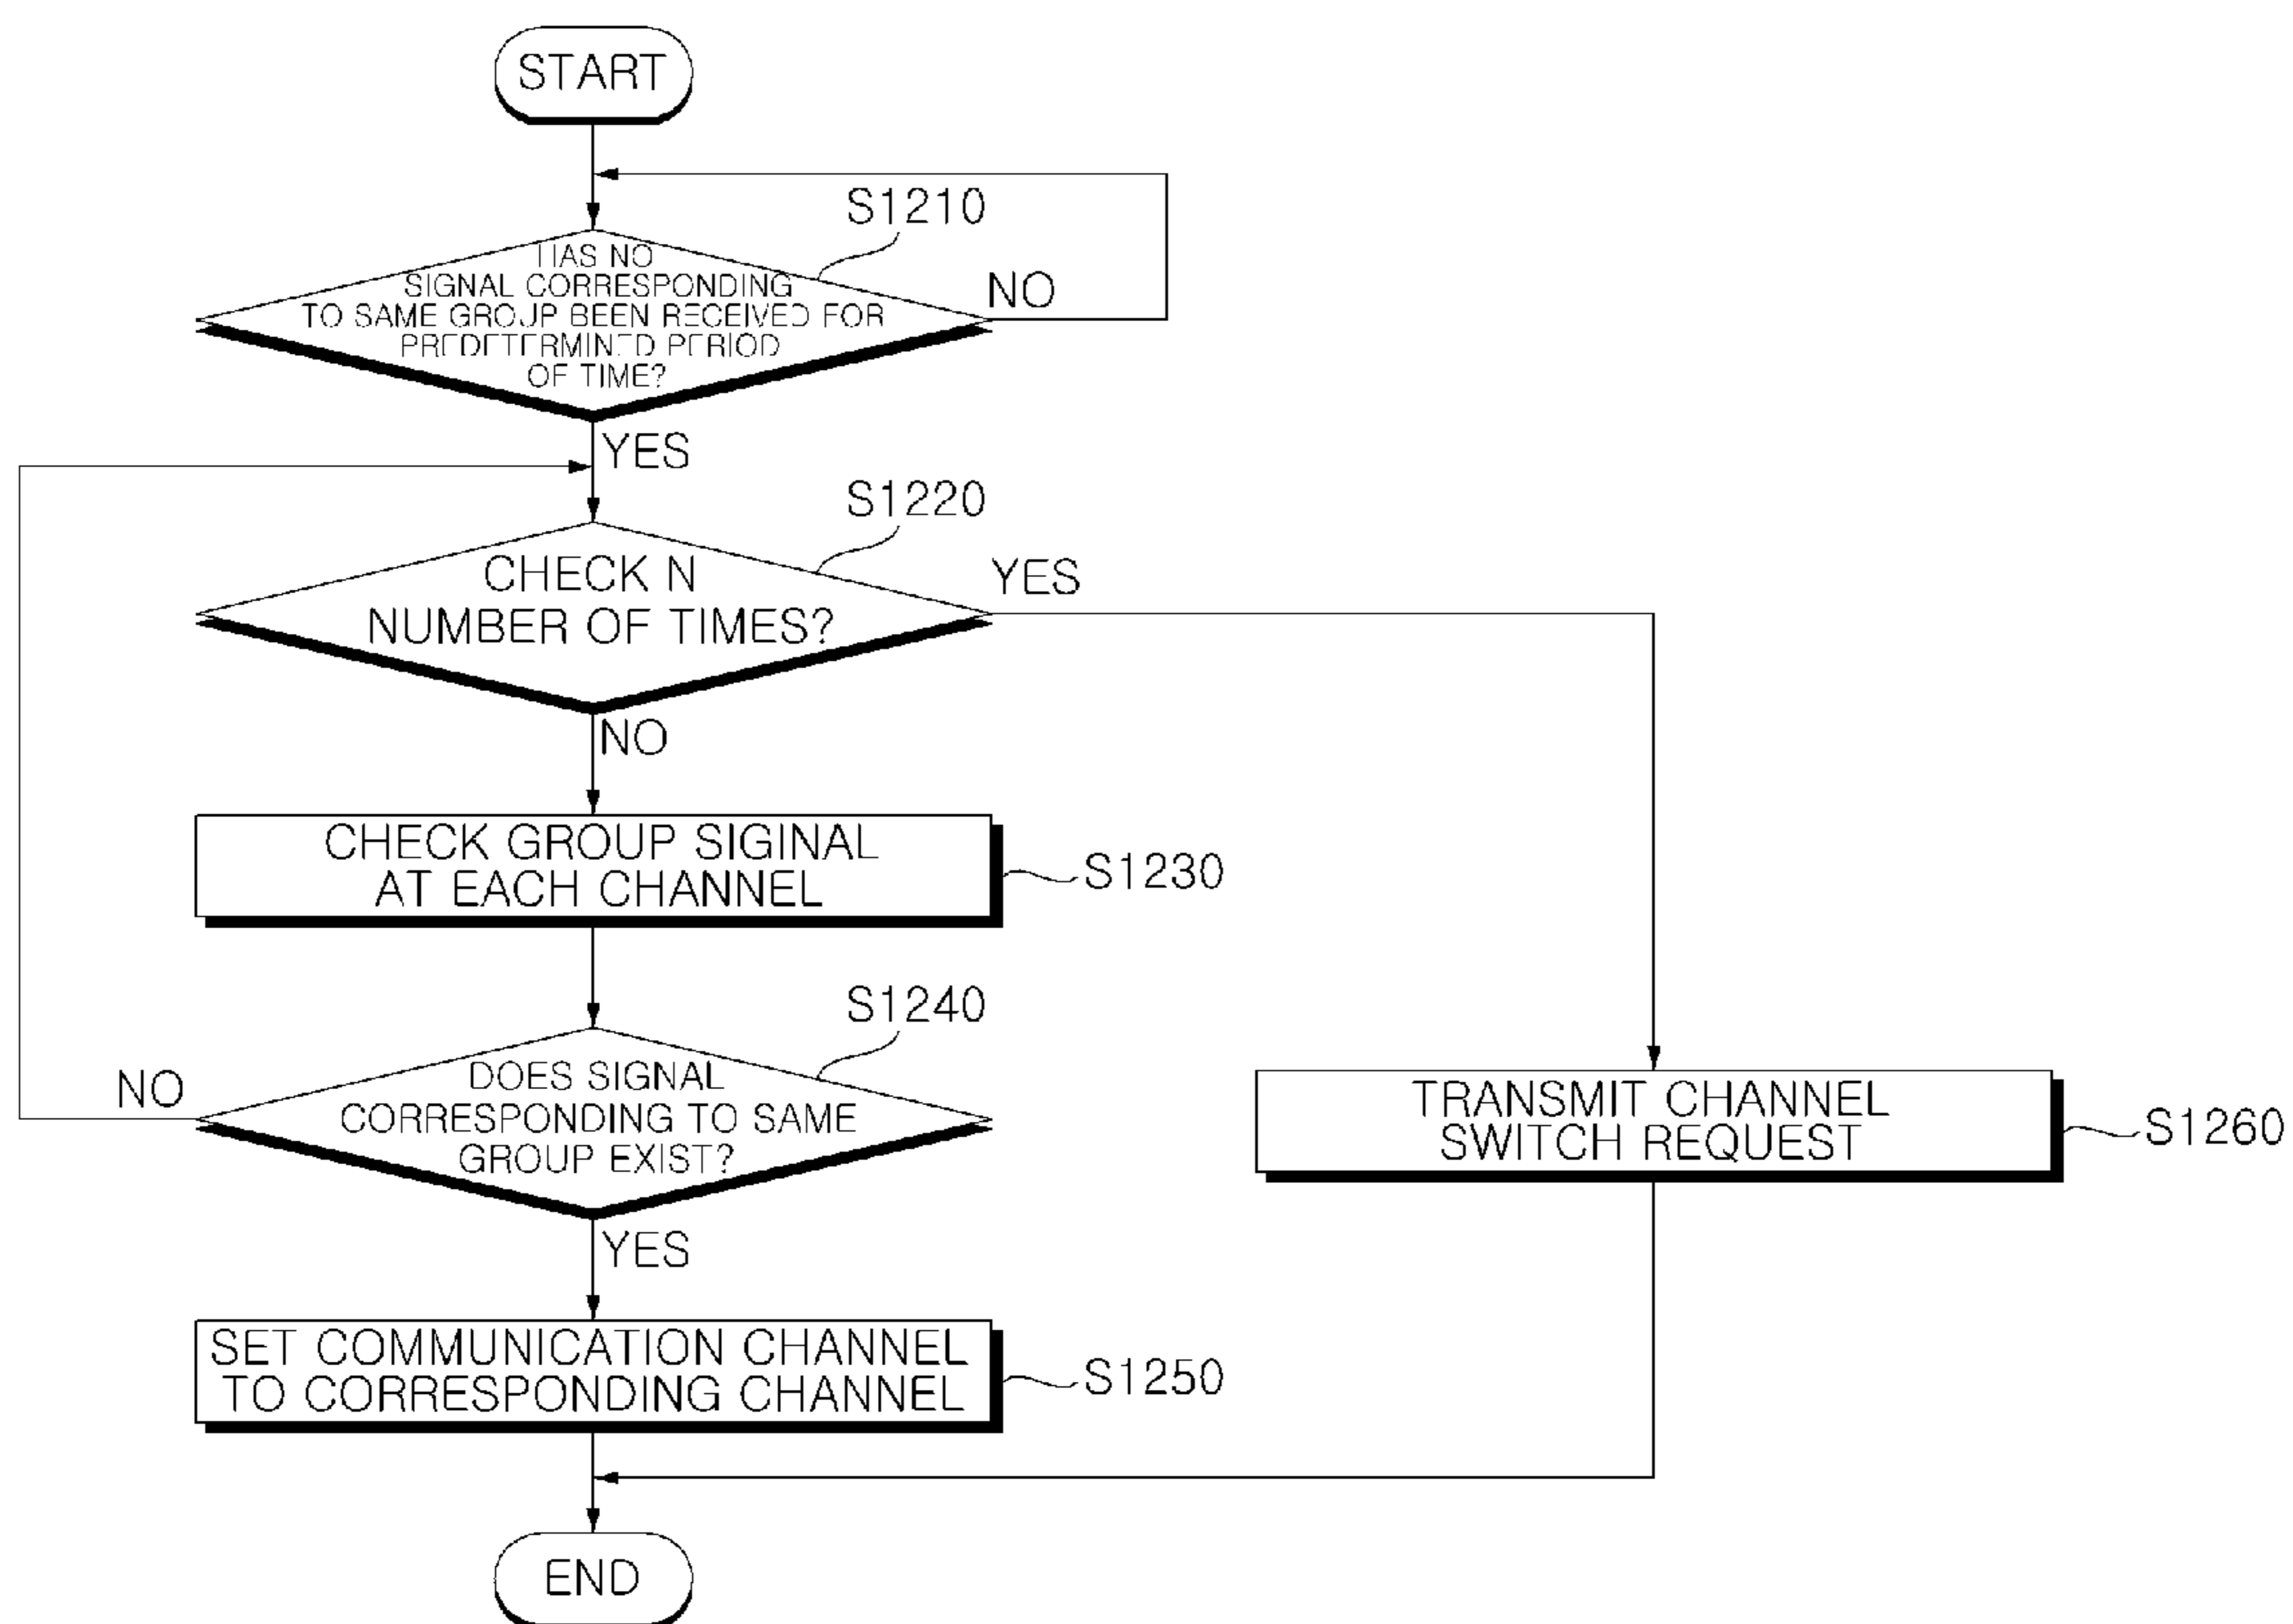 START
S1210
HAS NO
SIGNAL CORRESPONDING
TO SAME GROUP BEEN RECEIVED FOR
PREDETERMINED PERIOD
OF TIME?
NO
YES
S1220
CHECK N
NUMBER OF TIMES?
YES
NO
CHECK GROUP SIGINAL
AT EACH CHANNEL
S1230
S1240
DOES SIGNAL
CORRESPONDING TO SAME
GROUP EXIST?
NO
YES
TRANSMIT CHANNEL
SWITCH REQUEST
S1260
SET COMMUNICATION CHANNEL
TO CORRESPONDING CHANNEL
S1250
END